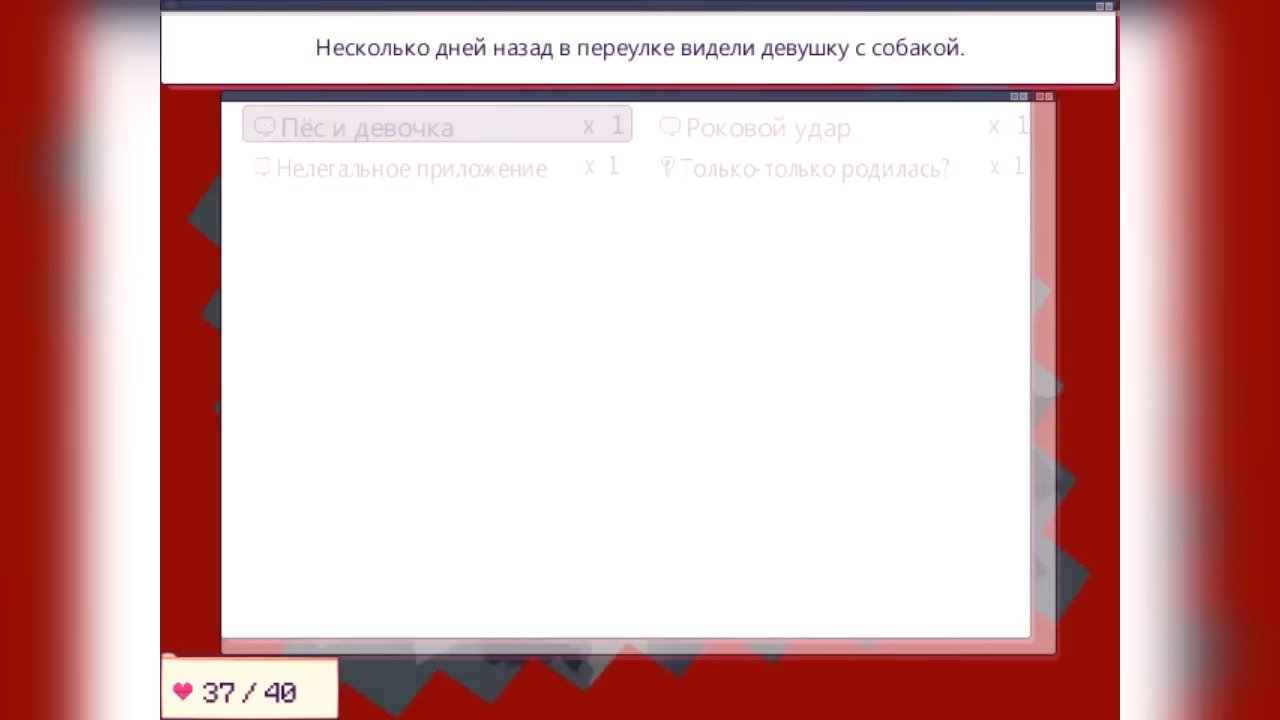 Несколько дней назад в переулке видели девушку с собакой.
Пёс и девочка x 1
Роковой удар x 1
Нелегальное приложение x 1
Только-только родилась? x 1
37 / 40